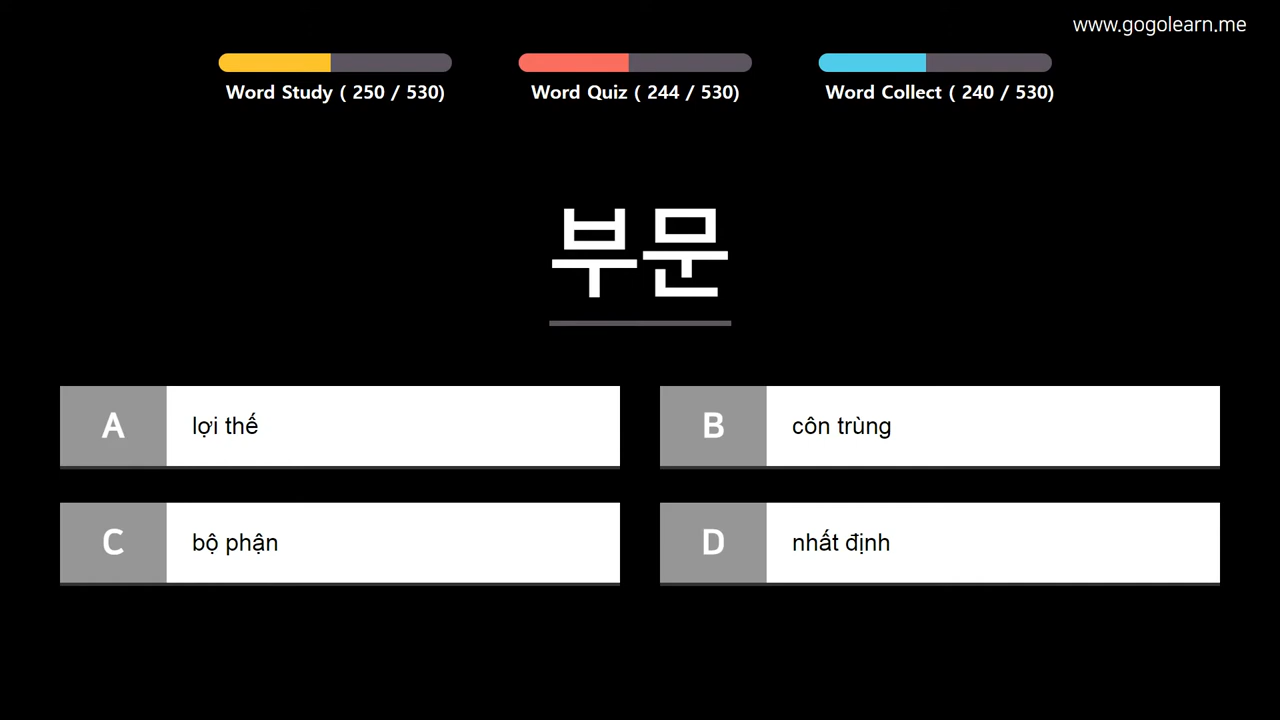 www.gogolearn.me
Word Study ( 250 / 530)
Word Quiz ( 244 / 530)
Word Collect ( 240 / 530)
부문
A
lợi thế
B
côn trùng
C
bộ phận
D
nhất định